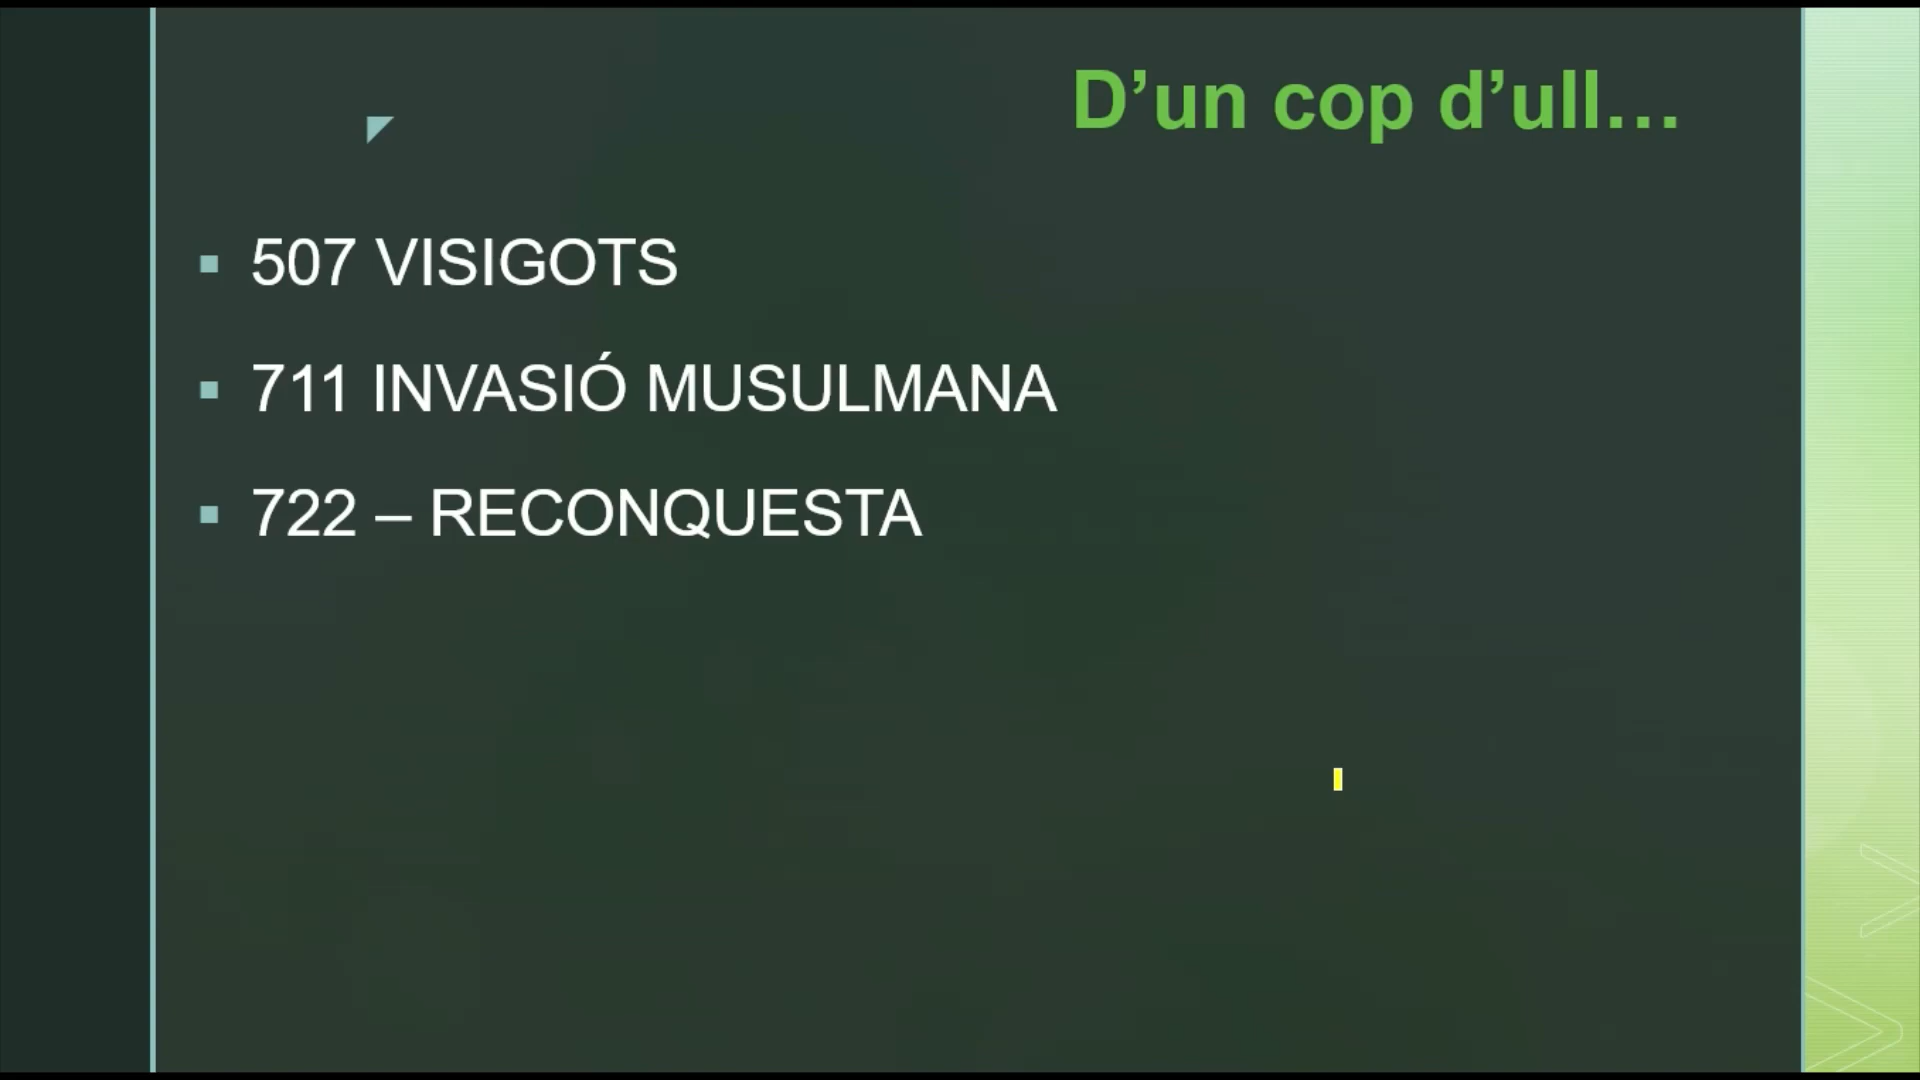 D’un cop d’ull…
507 VISIGOTS
711 INVASIÓ MUSULMANA
722 – RECONQUESTA